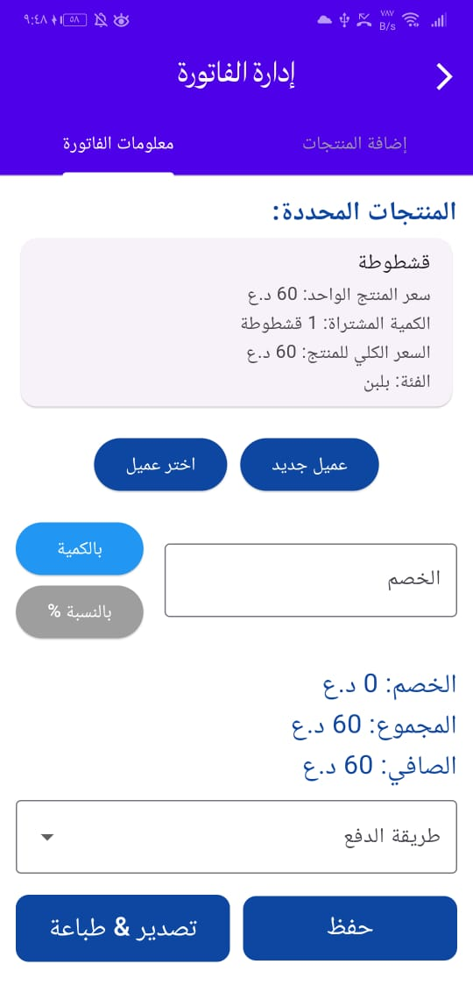 ٩:٤٨
٥٨
٧٨٧ B/s
إدارة الفاتورة
إضافة المنتجات
معلومات الفاتورة
المنتجات المحددة:
قشطوطة
سعر المنتج الواحد: 60 د.ع
الكمية المشتراة: 1 قشطوطة
السعر الكلي للمنتج: 60 د.ع
الفئة: بلبن
عميل جديد
اختر عميل
الخصم
بالكمية
بالنسبة %
الخصم: 0 د.ع
المجموع: 60 د.ع
الصافي: 60 د.ع
طريقة الدفع
حفظ
تصدير & طباعة